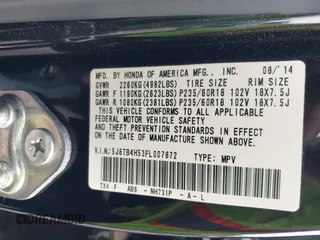 MFD. BY HONDA OF AMERICA MFG., INC. 08/'14
GVWR 2260KG(4982LBS) TIRE SIZE RIM SIZE
GAWR F 1190KG(2623LBS) P235/60R18 102V 18X7.5J
GAWR R 1080KG(2381LBS) P235/60R18 102V 18X7.5J
THIS VEHICLE CONFORMS TO ALL APPLICABLE
FEDERAL MOTOR VEHICLE SAFETY AND THEFT
PREVENTION STANDARDS IN EFFECT ON THE DATE
OF MANUFACTURE SHOWN ABOVE.
V.I.N: 5J8TB4H53FL007872 TYPE: MPV
TX4 F AB6 - NH731P - A - L